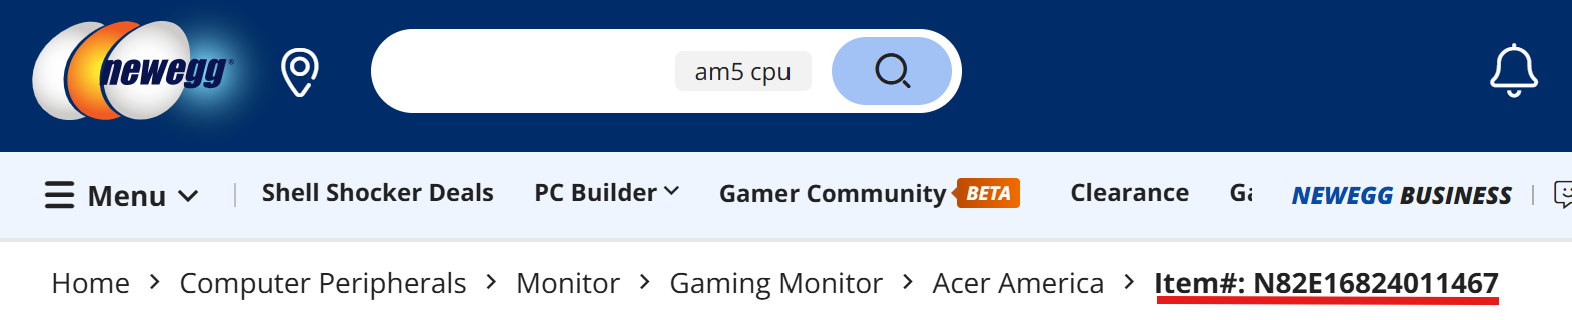 newegg
am5 cpu
Menu | Shell Shocker Deals PC Builder Gamer Community BETA Clearance NEWEGG BUSINESS |
Home > Computer Peripherals > Monitor > Gaming Monitor > Acer America > Item#: N82E16824011467